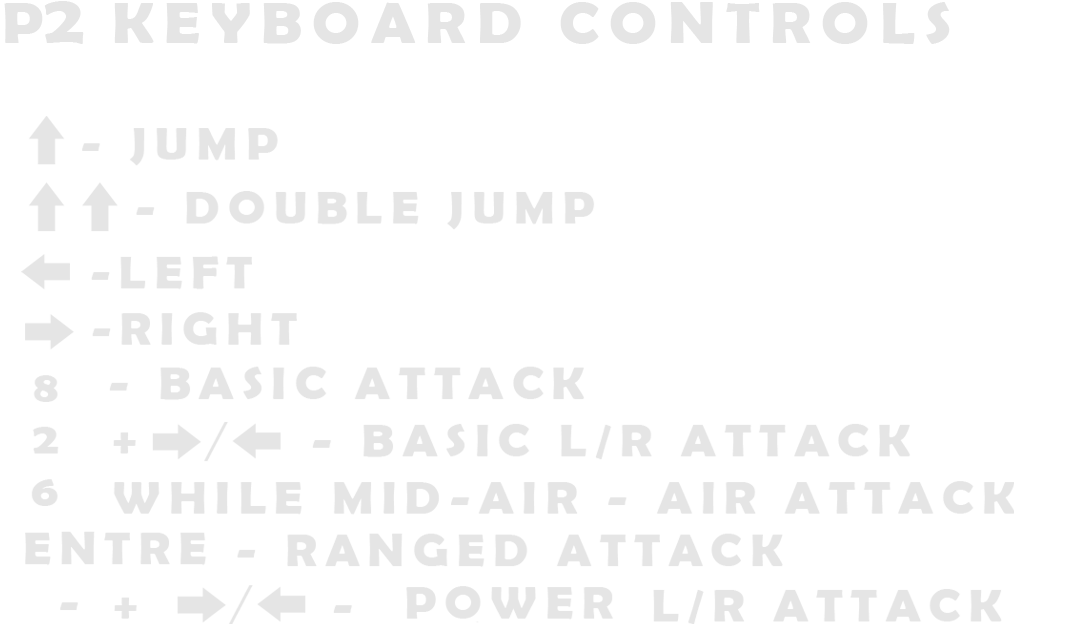 P2 KEYBOARD CONTROLS
↑ - JUMP
↑ ↑ - DOUBLE JUMP
← -LEFT
→ -RIGHT
8 - BASIC ATTACK
2 + →/← - BASIC L/R ATTACK
6 WHILE MID-AIR - AIR ATTACK
ENTRE - RANGED ATTACK
- + →/← - POWER L/R ATTACK